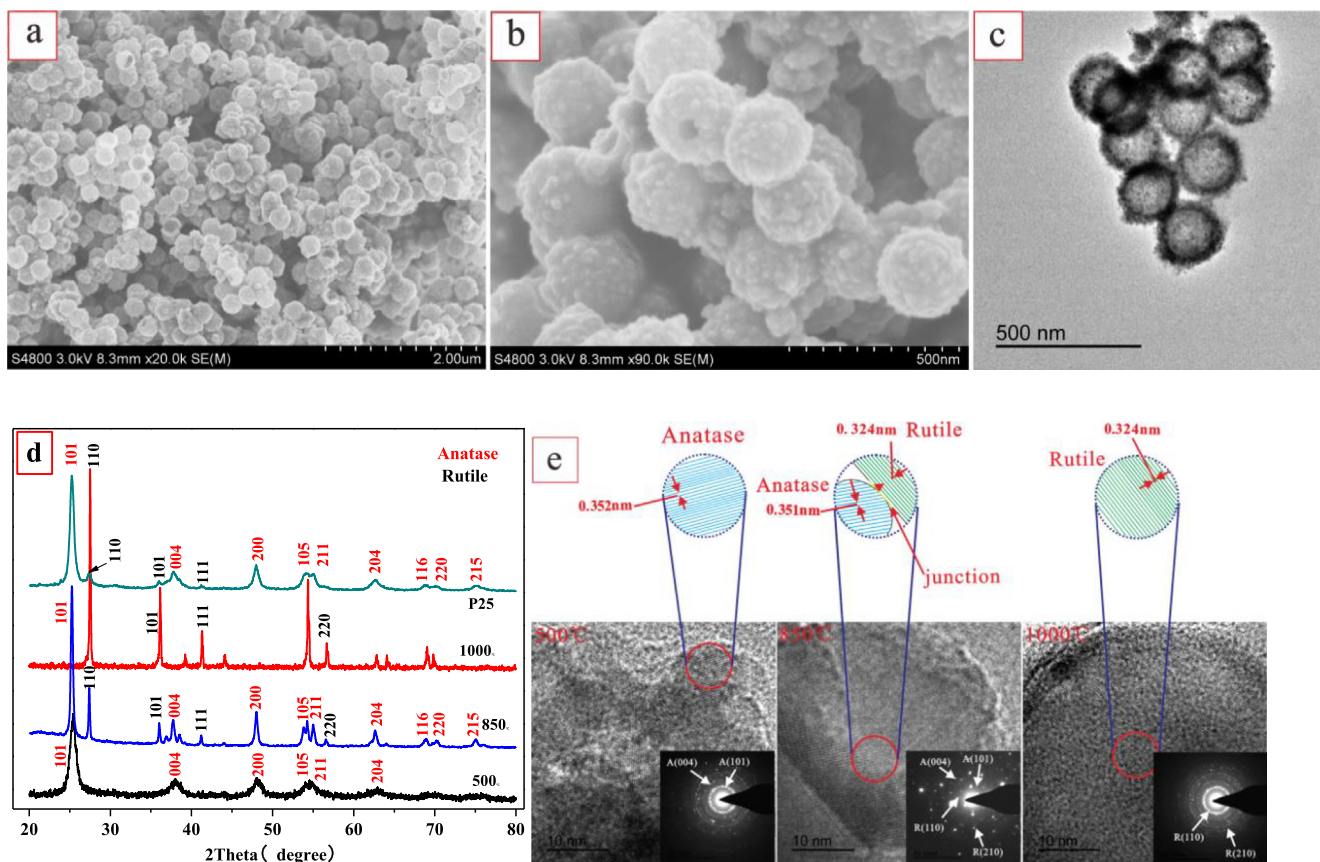 a
S4800 3.0kV 8.3mm x20.0k SE(M)
2.00um
b
S4800 3.0kV 8.3mm x90.0k SE(M)
500nm
c
500 nm
d
Anatase
Rutile
101
110
110
101
004
111
200
105
211
204
116
220
215
P25
101
111
220
1000
101
110
101
004
111
200
105
211
220
204
116
220
215
850
101
004
200
105
211
204
500
20 30 40 50 60 70 80
2Theta( degree)
e
Anatase
0.352nm
0.324nm
Rutile
Anatase
0.351nm
junction
0.324nm
Rutile
500℃
A(004)
A(101)
10 nm
850℃
A(004)
A(101)
R(110)
R(210)
10 nm
1000℃
R(110)
R(210)
10 nm